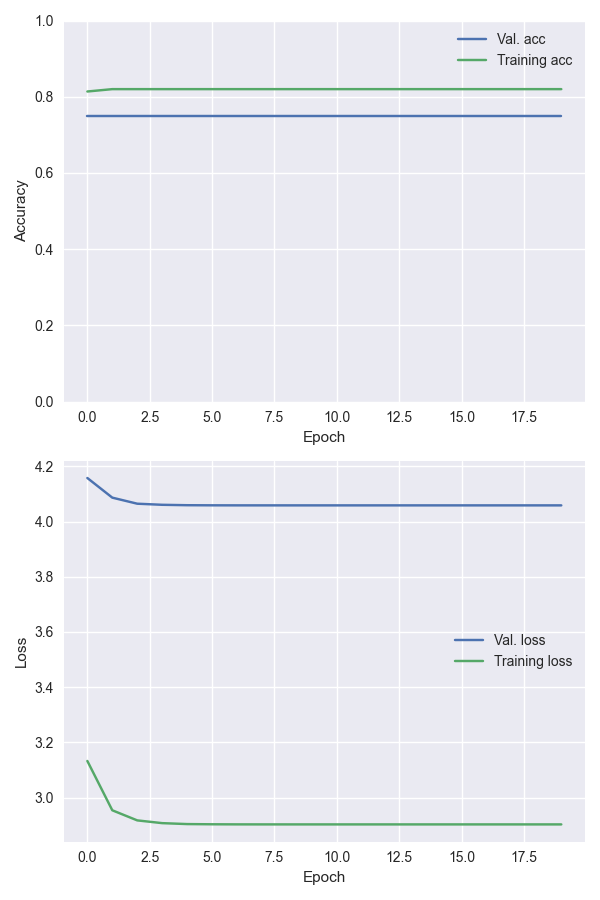 1.0
Val. acc
Training acc
0.8
0.6
Accuracy
0.4
0.2
0.0
0.0 2.5 5.0 7.5 10.0 12.5 15.0 17.5
Epoch
4.2
4.0
3.8
3.6
Val. loss
Loss
Training loss
3.4
3.2
3.0
0.0 2.5 5.0 7.5 10.0 12.5 15.0 17.5
Epoch